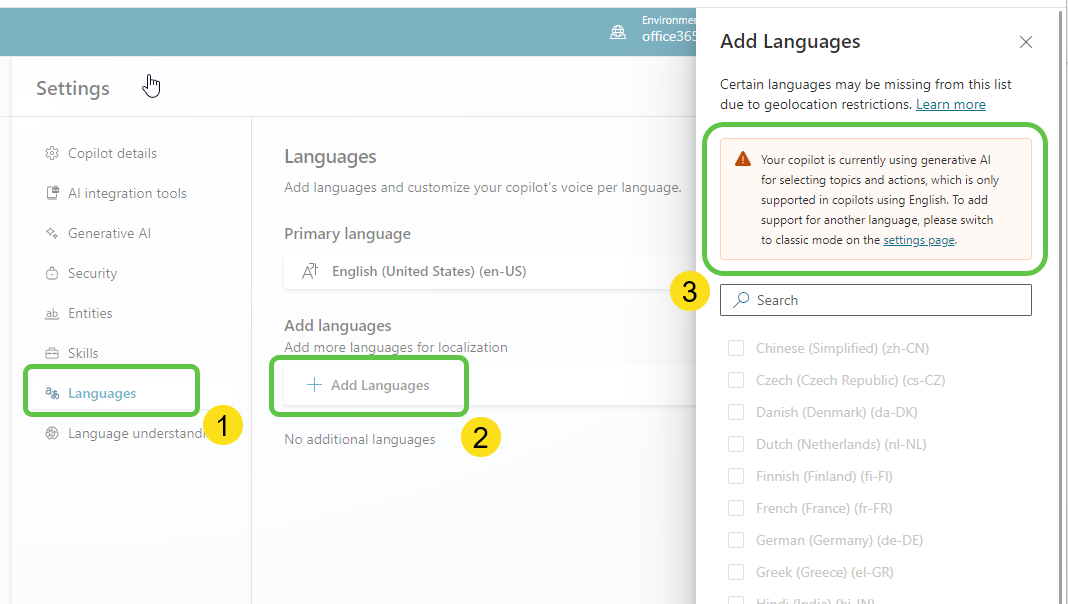 Environmen
office365
Settings
Copilot details
AI integration tools
Generative AI
Security
Entities
Skills
Languages
1
Language understandi
Languages
Add languages and customize your copilot's voice per language.
Primary language
English (United States) (en-US)
Add languages
Add more languages for localization
Add Languages
2
No additional languages
Add Languages
Certain languages may be missing from this list
due to geolocation restrictions. Learn more
Your copilot is currently using generative AI
for selecting topics and actions, which is only
supported in copilots using English. To add
support for another language, please switch
to classic mode on the settings page.
3
Search
Chinese (Simplified) (zh-CN)
Czech (Czech Republic) (cs-CZ)
Danish (Denmark) (da-DK)
Dutch (Netherlands) (nl-NL)
Finnish (Finland) (fi-FI)
French (France) (fr-FR)
German (Germany) (de-DE)
Greek (Greece) (el-GR)
Hindi (India) (hi-IN)